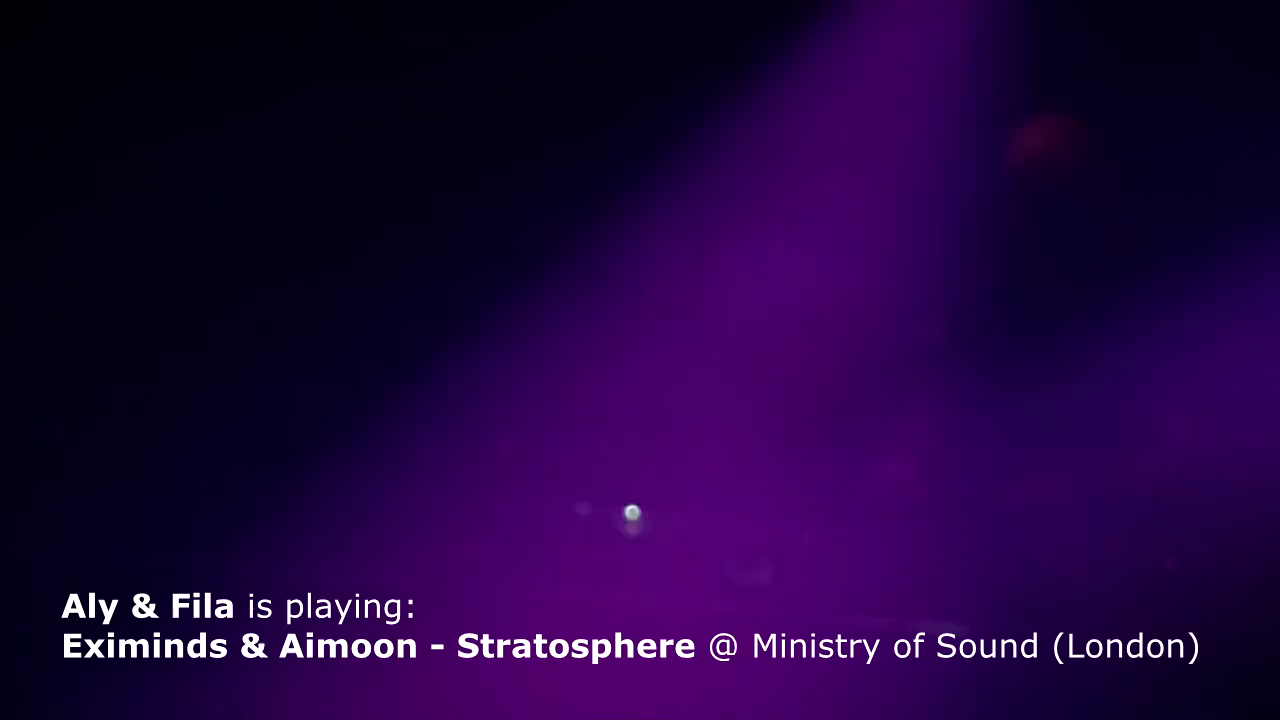 Aly & Fila is playing:
Eximinds & Aimoon - Stratosphere @ Ministry of Sound (London)